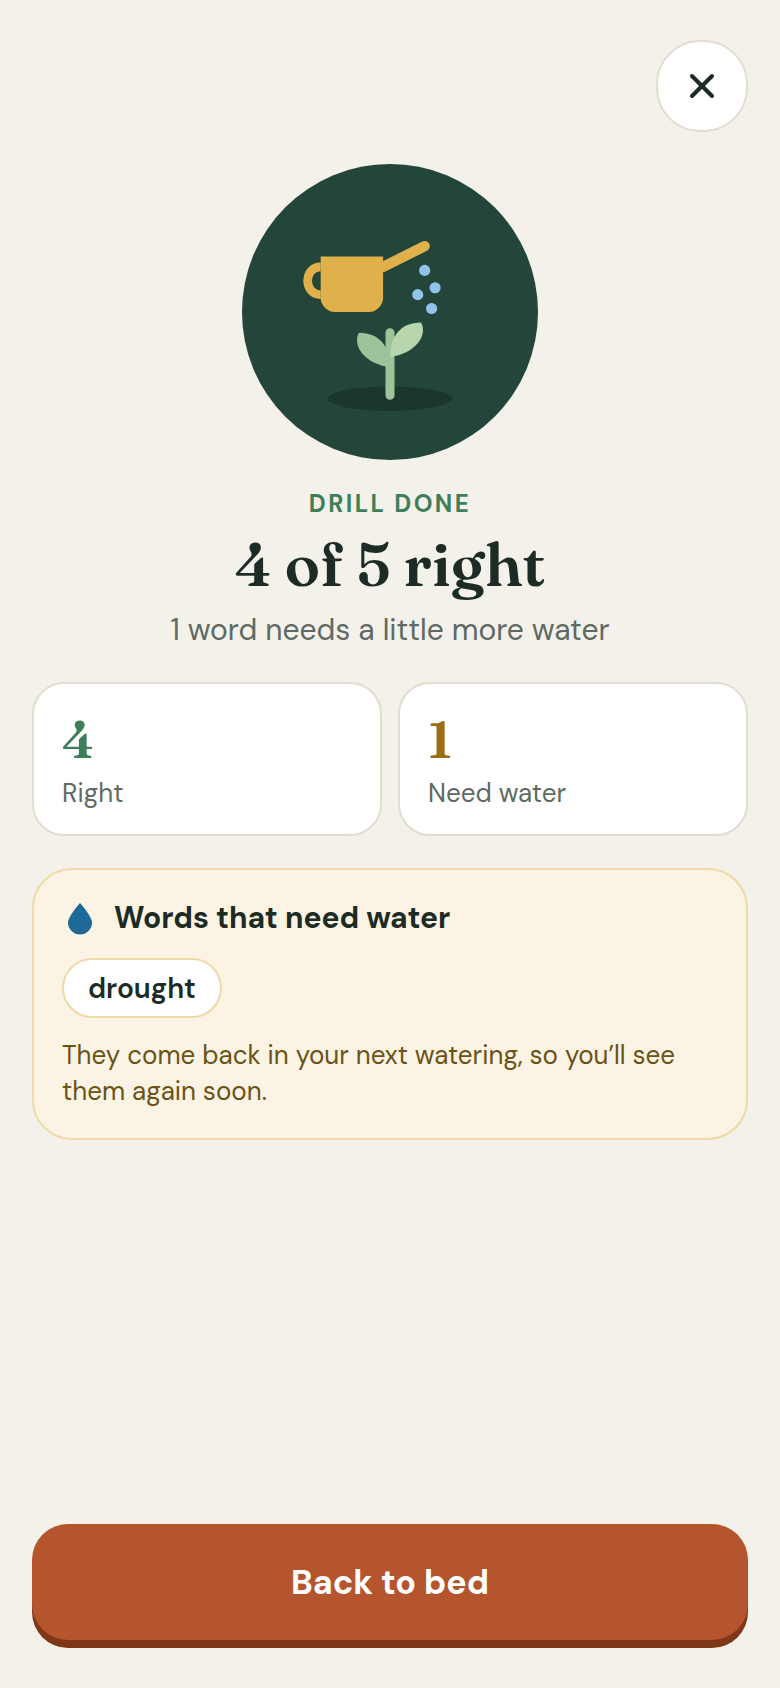 DRILL DONE
4 of 5 right
1 word needs a little more water
4
Right
1
Need water
Words that need water
drought
They come back in your next watering, so you’ll see
them again soon.
Back to bed